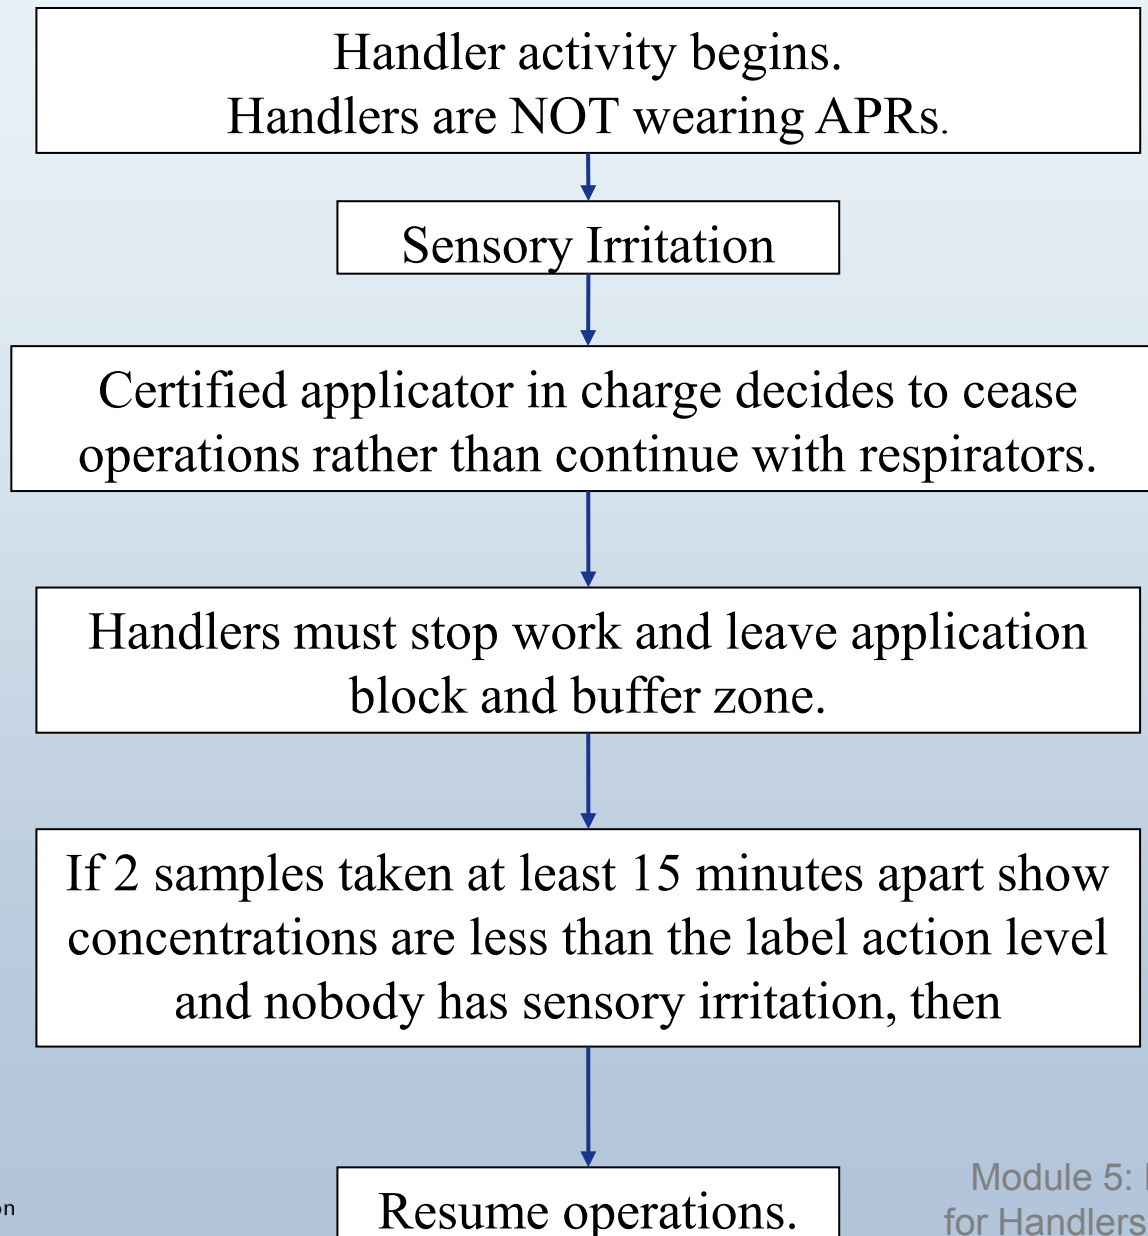 Handler activity begins.
Handlers are NOT wearing APRs.
Sensory Irritation
Certified applicator in charge decides to cease
operations rather than continue with respirators.
Handlers must stop work and leave application
block and buffer zone.
If 2 samples taken at least 15 minutes apart show
concentrations are less than the label action level
and nobody has sensory irritation, then
Resume operations.
Module 5:
for Handlers